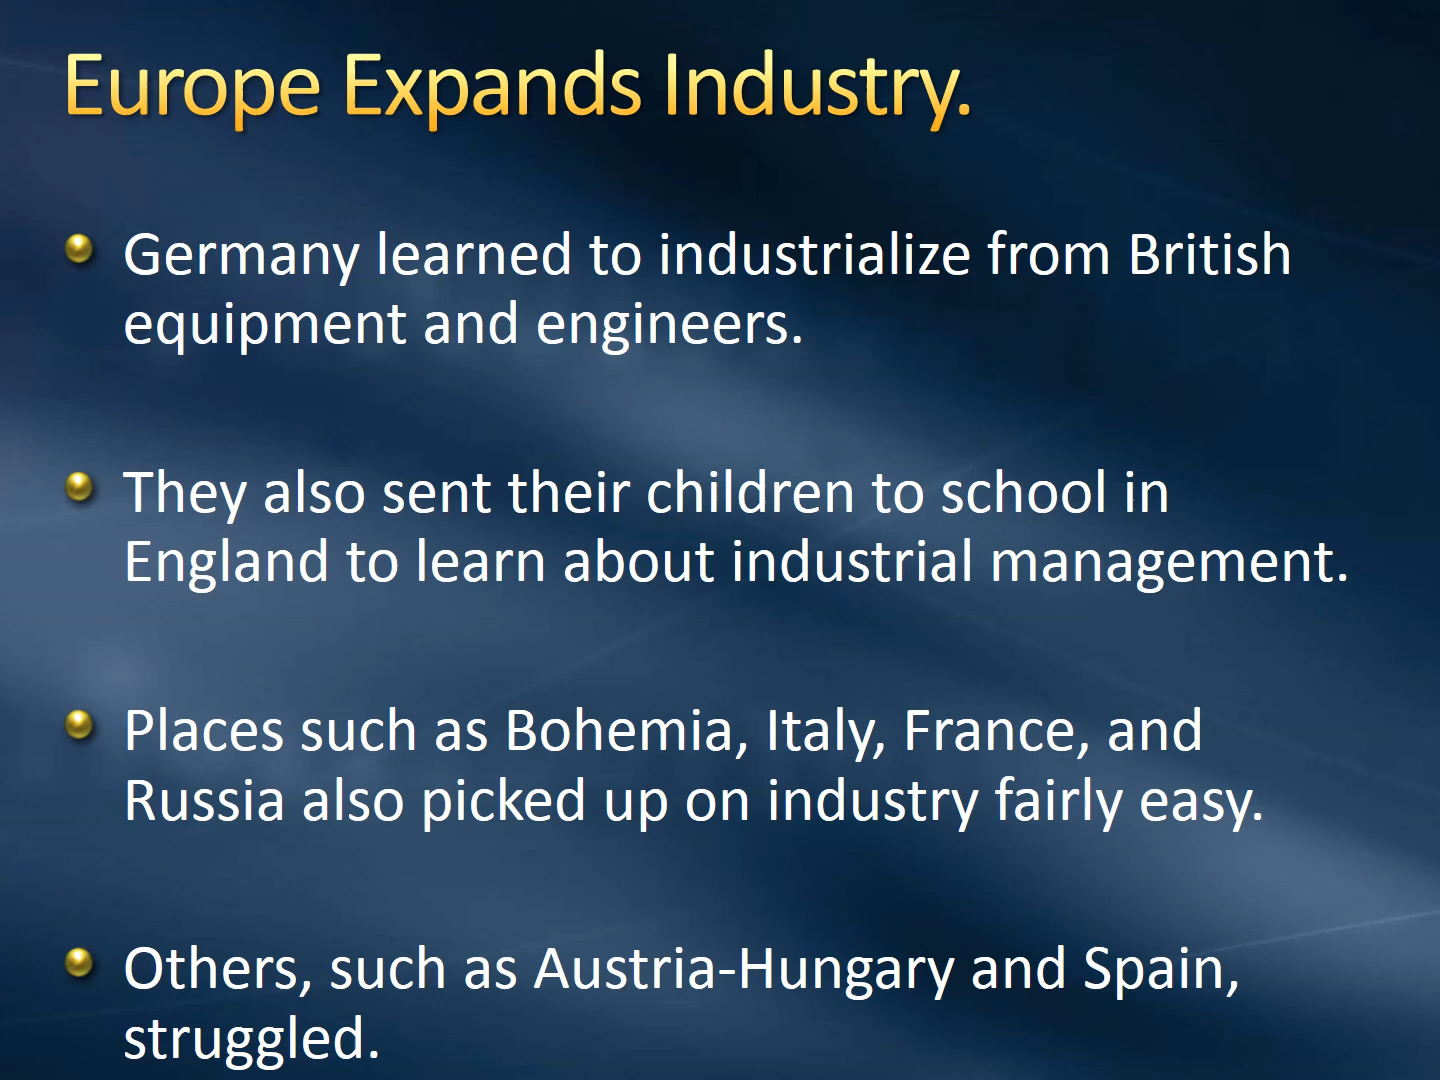 Europe Expands Industry.
Germany learned to industrialize from British
equipment and engineers.
They also sent their children to school in
England to learn about industrial management.
Places such as Bohemia, Italy, France, and
Russia also picked up on industry fairly easy.
Others, such as Austria-Hungary and Spain,
struggled.